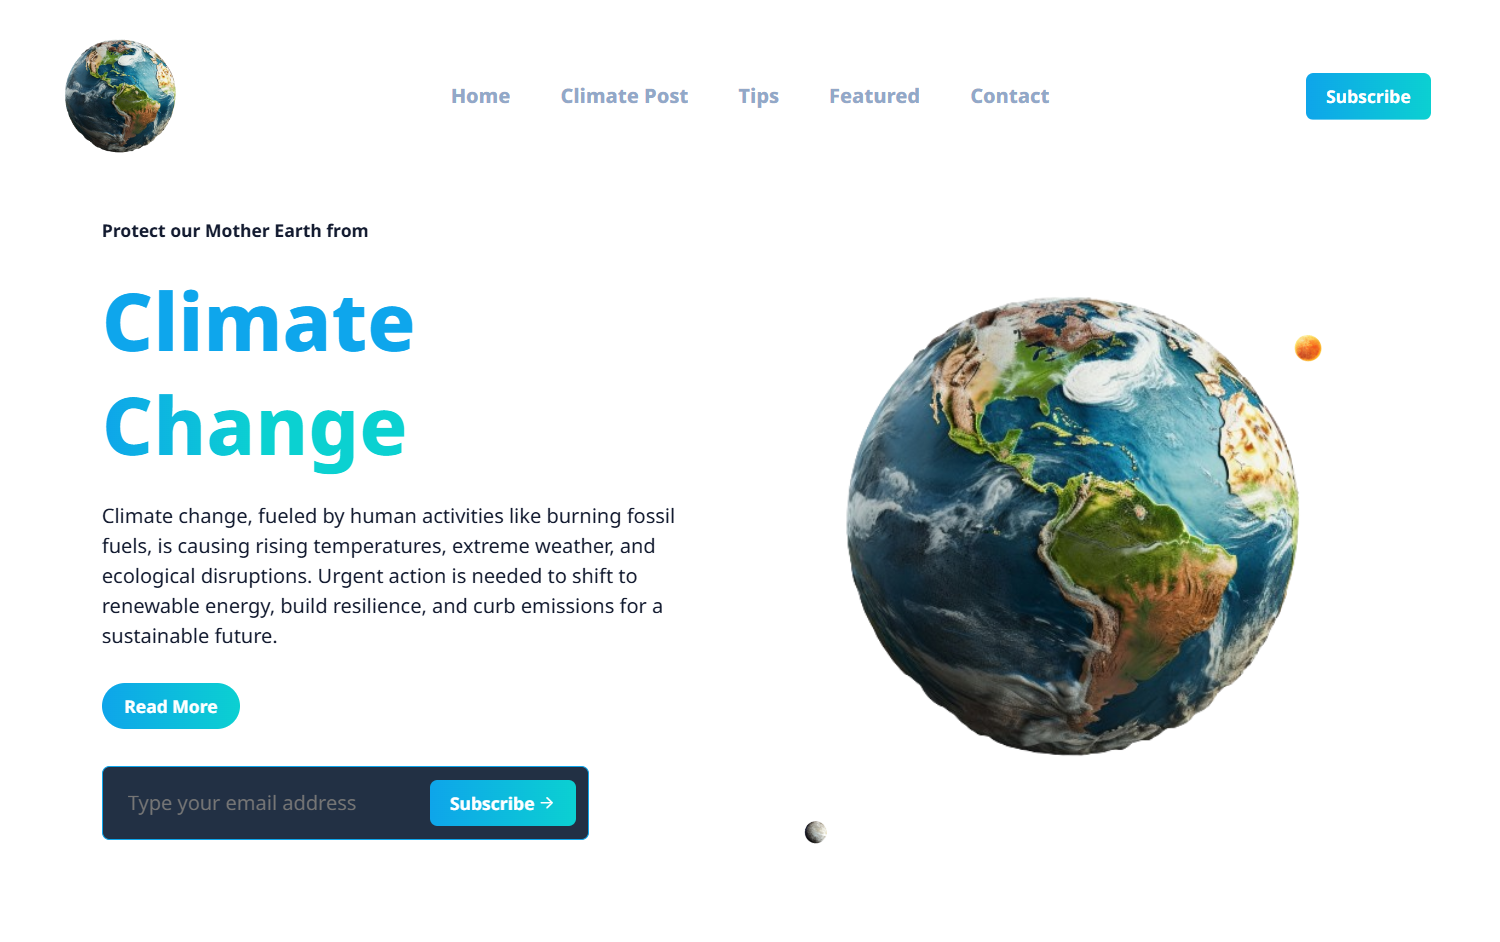 Home
Climate Post
Tips
Featured
Contact
Subscribe
Protect our Mother Earth from
Climate
Change
Climate change, fueled by human activities like burning fossil
fuels, is causing rising temperatures, extreme weather, and
ecological disruptions. Urgent action is needed to shift to
renewable energy, build resilience, and curb emissions for a
sustainable future.
Read More
Type your email address
Subscribe →